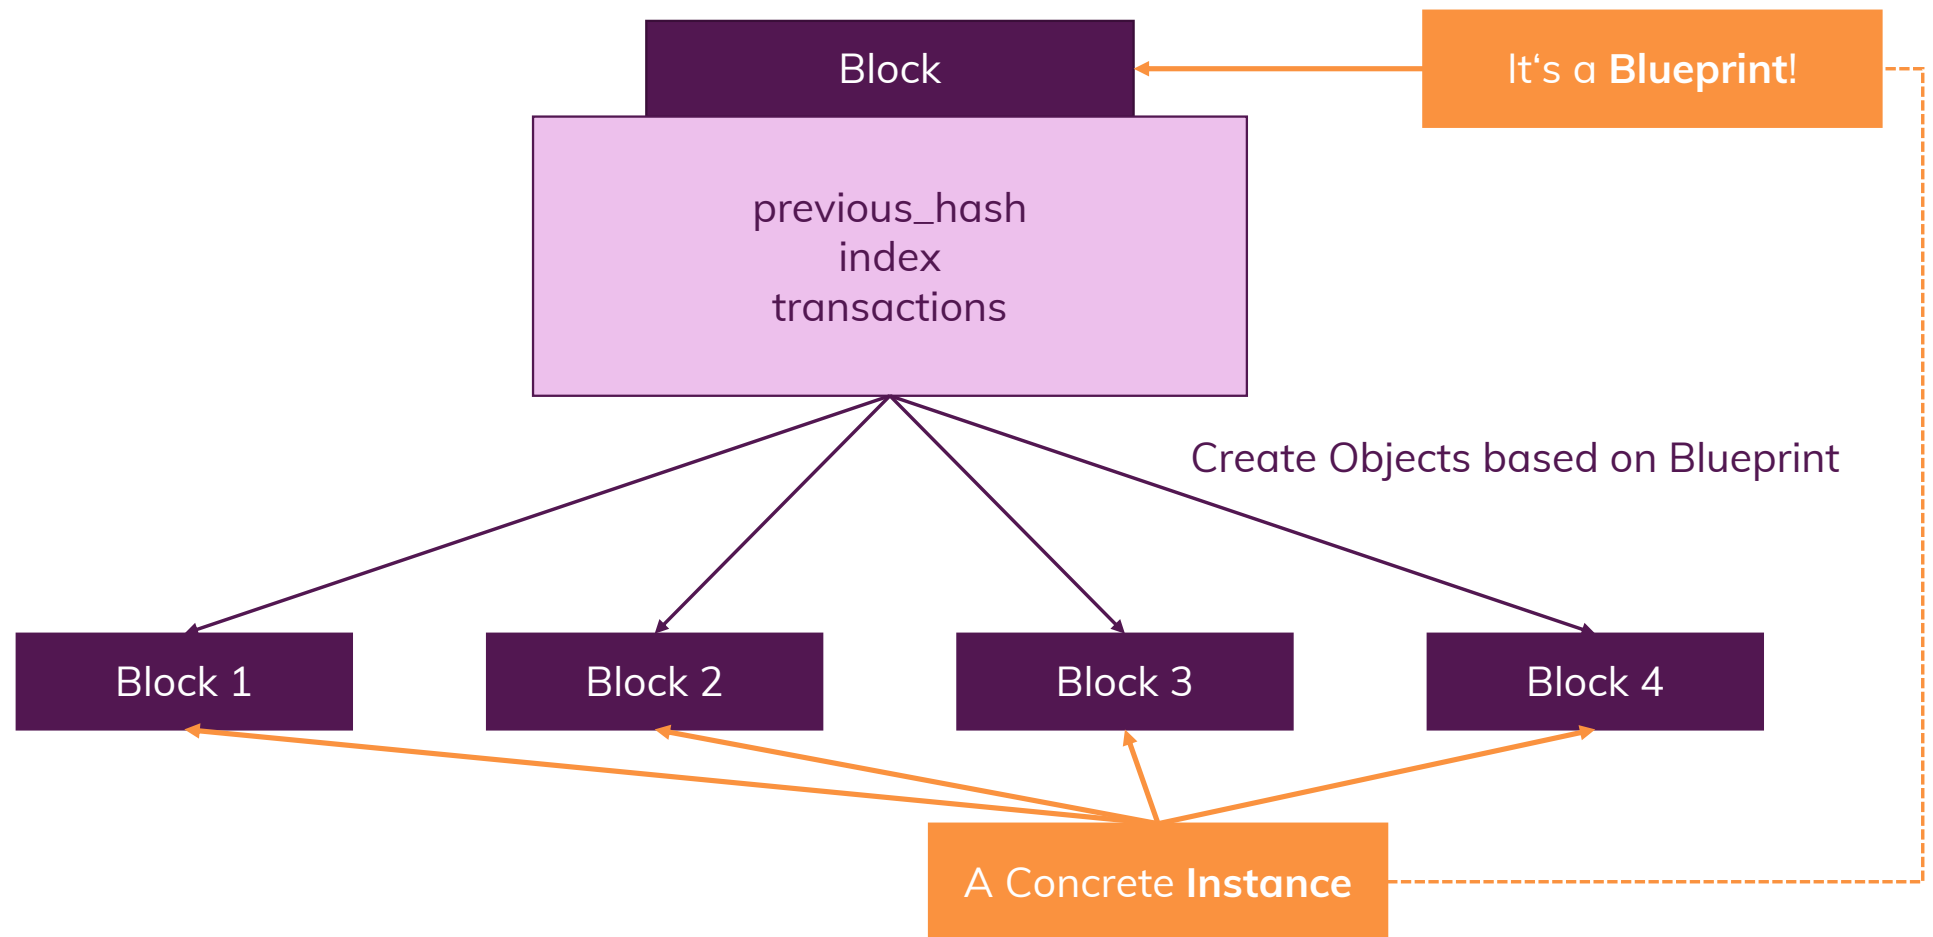 Block
It‘s a Blueprint!
previous_hash
index
transactions
Create Objects based on Blueprint
Block 1
Block 2
Block 3
Block 4
A Concrete Instance